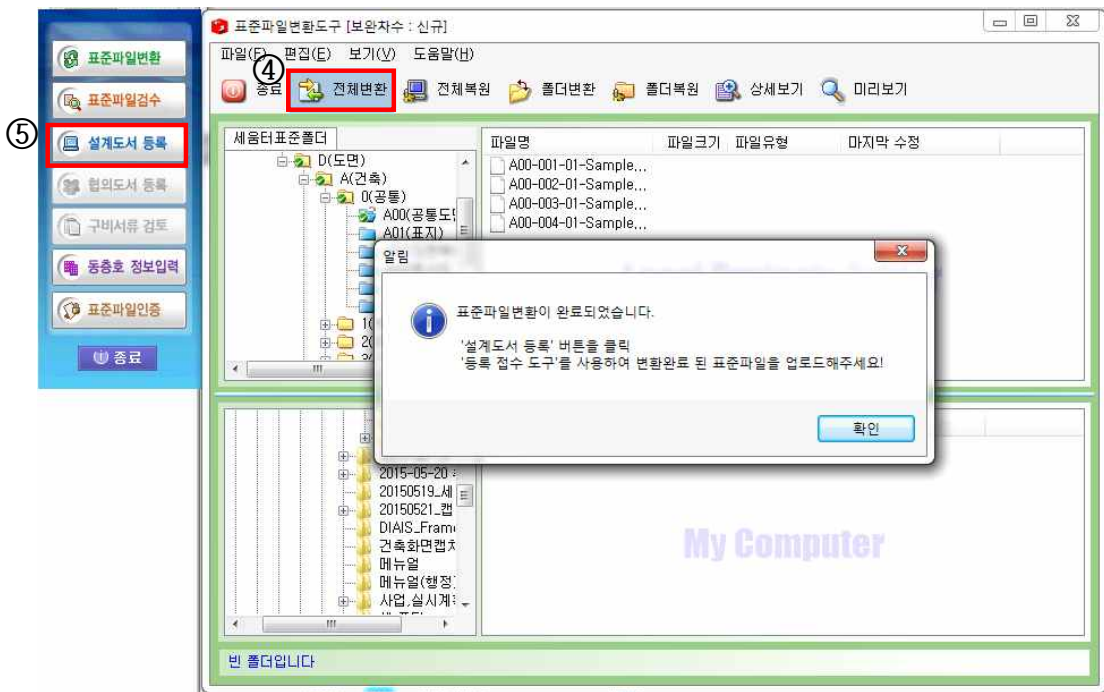 표준파일변환도구 [보완차수 : 신규]
파일(F) 편집(E) 보기(V) 도움말(H)
④
종료 전체변환 전체복원 폴더변환 폴더복원 상세보기 미리보기
표준파일변환
표준파일검수
⑤ 설계도서 등록
협의도서 등록
구비서류 검토
동층호 정보입력
표준파일인증
종료
세움터표준폴더
D(도면)
A(건축)
0(공통)
A00(공통도면
A01(표지)
1(
2(
파일명 파일크기 파일유형 마지막 수정
A00-001-01-Sample...
A00-002-01-Sample...
A00-003-01-Sample...
A00-004-01-Sample...
알림
표준파일변환이 완료되었습니다.
'설계도서 등록' 버튼을 클릭
'등록 접수 도구'를 사용하여 변환완료 된 표준파일을 업로드해주세요!
확인
2015-05-20
20150519_세
20150521_캡
DIAIS_Frame
건축화면캡처
메뉴얼
메뉴얼(행정
사업,실시계
My Computer
빈 폴더입니다